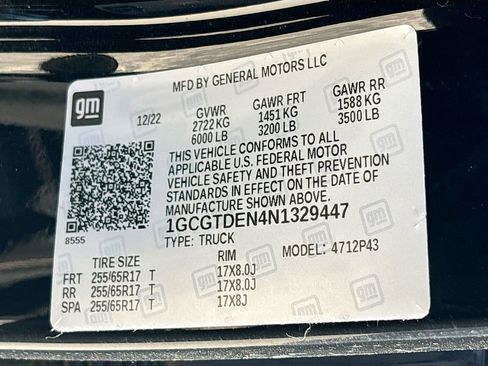 MFD BY GENERAL MOTORS LLC
gm
12/22 GVWR GAWR FRT GAWR RR
2722 KG 1451 KG 1588 KG
6000 LB 3200 LB 3500 LB
THIS VEHICLE CONFORMS TO ALL
APPLICABLE U.S. FEDERAL MOTOR
VEHICLE SAFETY AND THEFT PREVENTION
STANDARDS IN EFFECT ON THE DATE OF
MANUFACTURE SHOWN ABOVE.
8555
1GCGTDEN4N1329447
TYPE: TRUCK MODEL: 4712P43
TIRE SIZE RIM
FRT 255/65R17 T 17X8.0J
RR 255/65R17 T 17X8.0J
SPA 255/65R17 T 17X8J